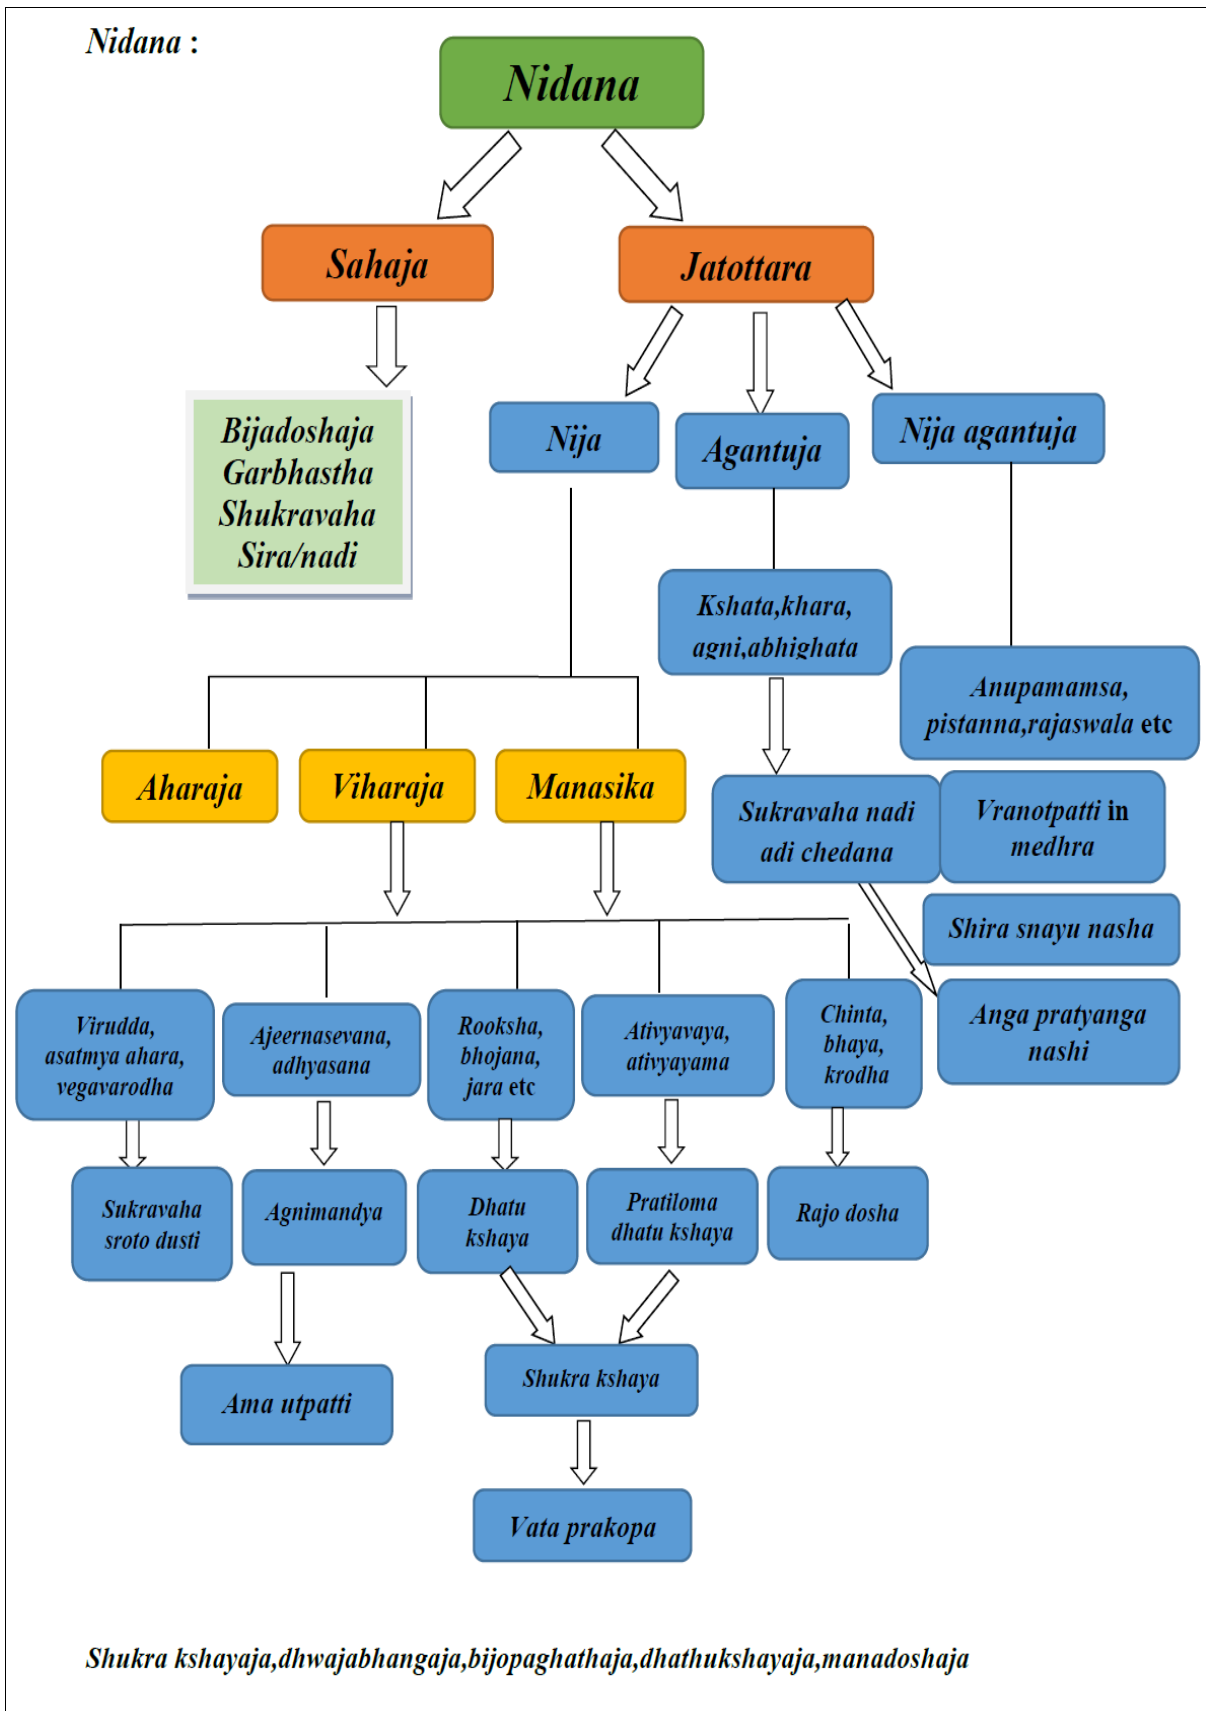 Nidana :
Nidana
Sahaja
Jatottara
Bijadoshaja
Garbhastha
Shukravaha
Sira/nadi
Nija
Agantuja
Nija agantuja
Kshata,khara,
agni,abhighata
Anupamamsa,
pistanna,rajaswala etc
Aharaja
Viharaja
Manasika
Sukravaha nadi
adi chedana
Vranotpatti in
medhra
Shira snayu nasha
Anga pratyanga
nashi
Virudda,
asatmya ahara,
vegavarodha
Ajeernasevana,
adhyasana
Rooksha,
bhojana,
jara etc
Ativyavaya,
ativyayama
Chinta,
bhaya,
krodha
Sukravaha
sroto dusti
Agnimandya
Dhatu
kshaya
Pratiloma
dhatu kshaya
Rajo dosha
Ama utpatti
Shukra kshaya
Vata prakopa
Shukra kshayaja,dhwajabhangaja,bijopaghathaja,dhathukshayaja,manadoshaja